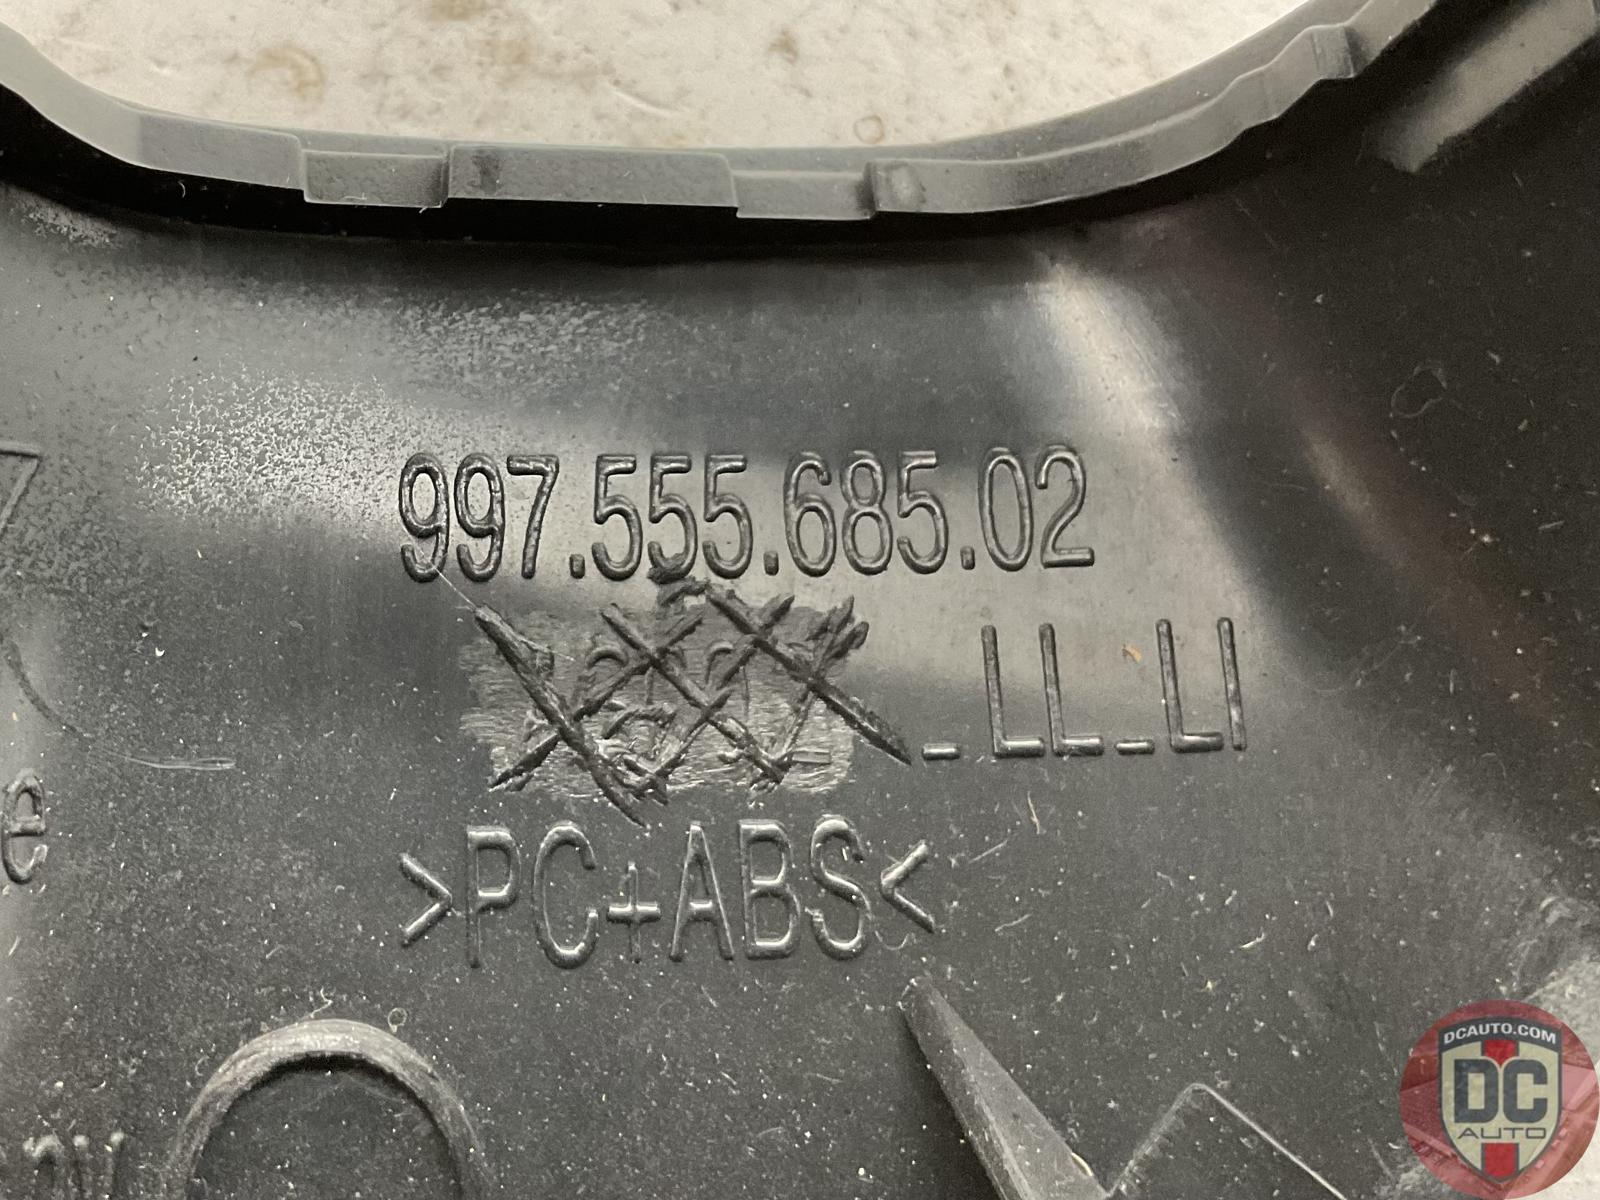 997.555.685.02
_LL_LI
>PC+ABS<
e
DCAUTO.COM
DC
AUTO